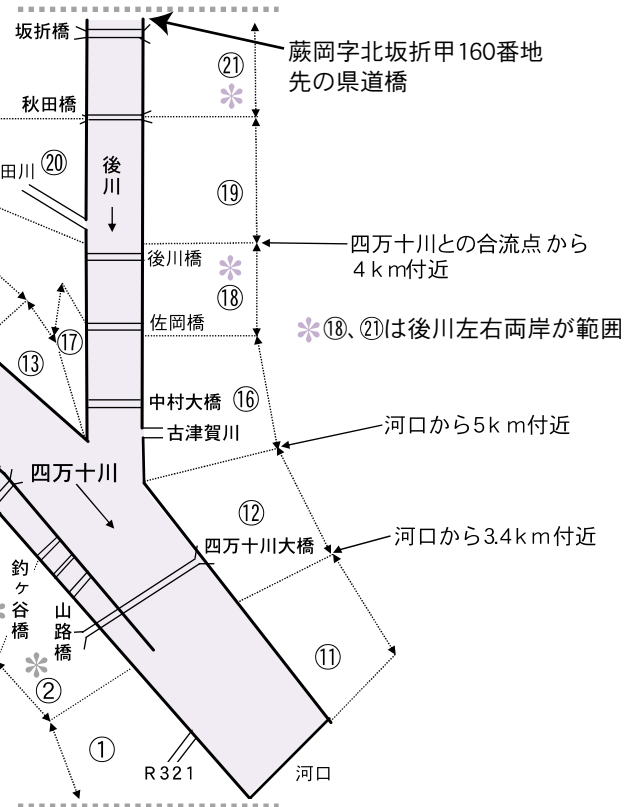 坂折橋
㉑
蕨岡字北坂折甲160番地
先の県道橋
秋田橋
⑳
後川
田川
⑲
四万十川との合流点から
4km付近
後川橋
⑱
⑰
佐岡橋
⑱、㉑は後川左右両岸が範囲
⑬
中村大橋
⑯
古津賀川
河口から5km付近
四万十川
⑫
四万十川大橋
河口から3.4km付近
釣ヶ谷橋
山路橋
⑪
②
①
R321
河口